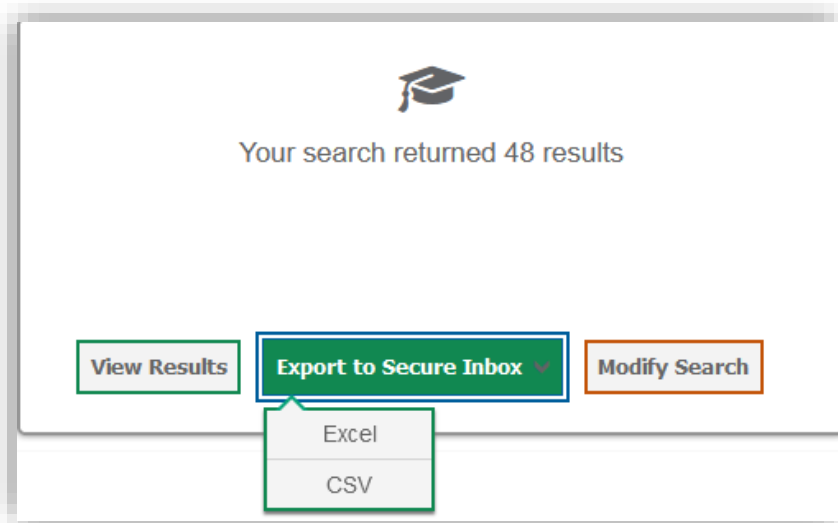 Your search returned 48 results
View Results
Export to Secure Inbox
Modify Search
Excel
CSV